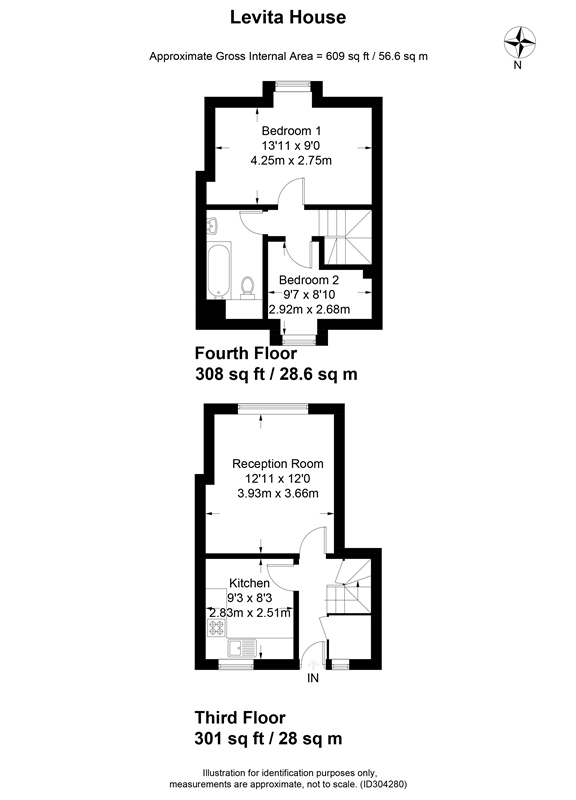 Levita House
Approximate Gross Internal Area = 609 sq ft / 56.6 sq m
N
Bedroom 1
13'11 x 9'0
4.25m x 2.75m
Bedroom 2
9'7 x 8'10
2.92m x 2.68m
Fourth Floor
308 sq ft / 28.6 sq m
Reception Room
12'11 x 12'0
3.93m x 3.66m
Kitchen
9'3 x 8'3
2.83m x 2.51m
IN
Third Floor
301 sq ft / 28 sq m
Illustration for identification purposes only,
measurements are approximate, not to scale. (ID304280)